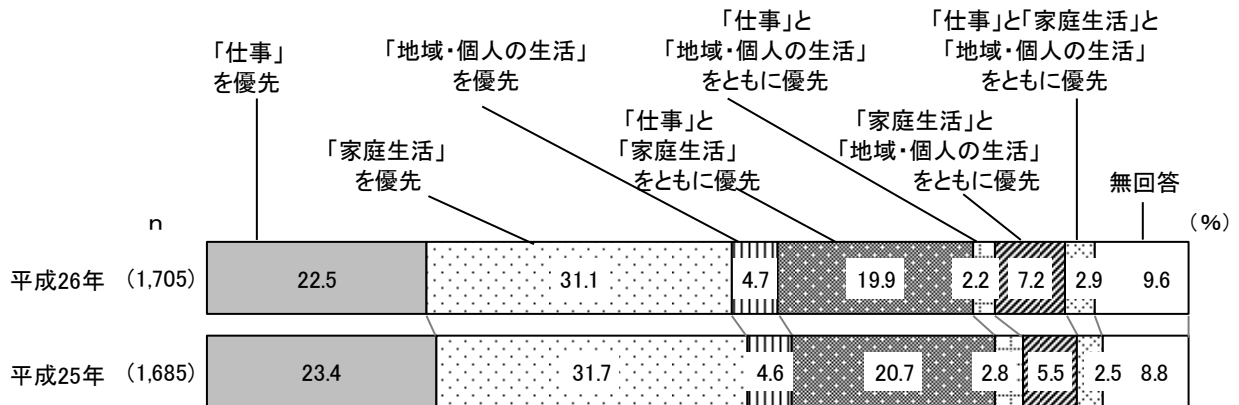 「仕事」
を優先
「家庭生活」
を優先
「地域・個人の生活」
を優先
「仕事」と
「家庭生活」
をともに優先
「仕事」と
「地域・個人の生活」
をともに優先
「家庭生活」と
「地域・個人の生活」
をともに優先
「仕事」と「家庭生活」と
「地域・個人の生活」
をともに優先
無回答
n
(%)
平成26年 (1,705) 22.5 31.1 4.7 19.9 2.2 7.2 2.9 9.6
平成25年 (1,685) 23.4 31.7 4.6 20.7 2.8 5.5 2.5 8.8